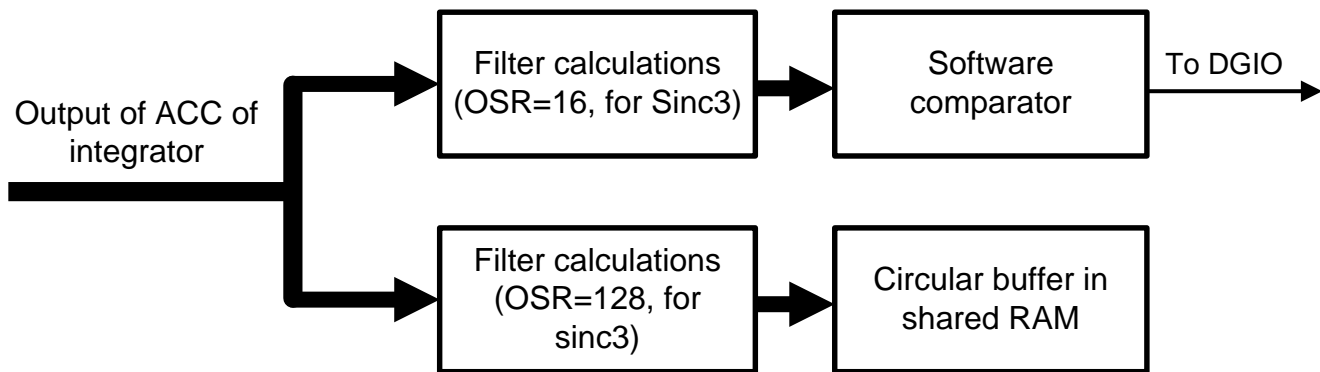 Output of ACC of
integrator
Filter calculations
(OSR=16, for Sinc3)
Software
comparator
To DGIO
Filter calculations
(OSR=128, for
sinc3)
Circular buffer in
shared RAM